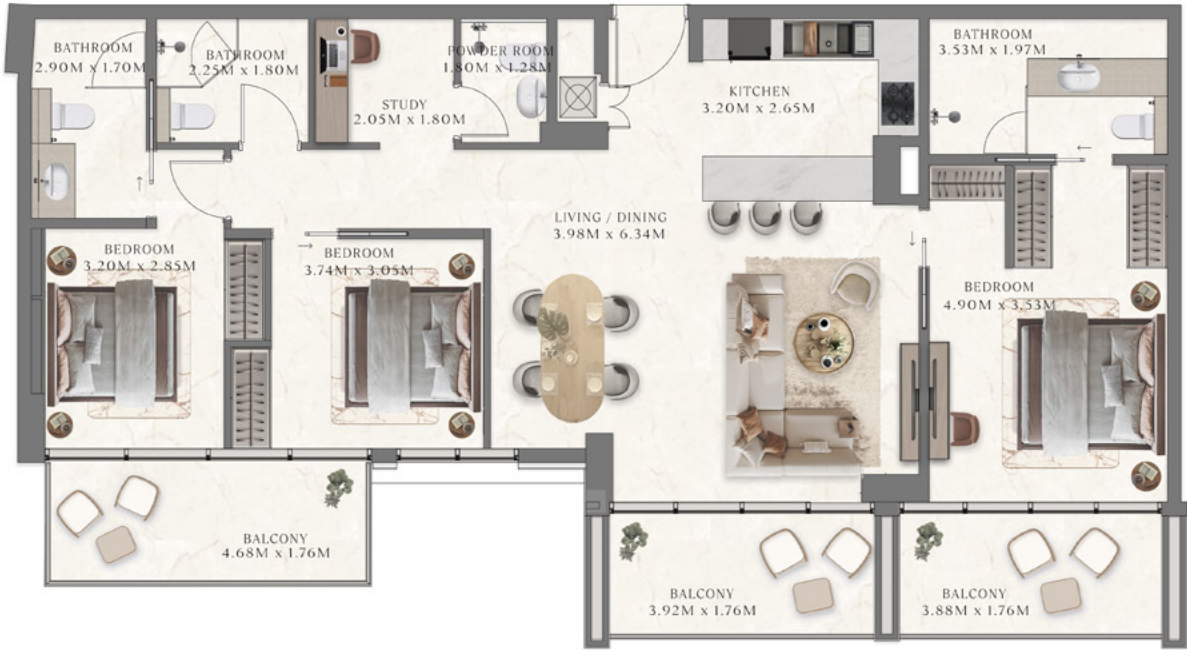 BATHROOM
2.90M x 1.70M
BATHROOM
2.25M x 1.80M
STUDY
2.05M x 1.80M
POWDER ROOM
1.80M x 1.28M
KITCHEN
3.20M x 2.65M
BATHROOM
3.53M x 1.97M
LIVING / DINING
3.98M x 6.34M
BEDROOM
3.20M x 2.85M
BEDROOM
3.74M x 3.05M
BEDROOM
4.90M x 3.53M
BALCONY
4.68M x 1.76M
BALCONY
3.92M x 1.76M
BALCONY
3.88M x 1.76M